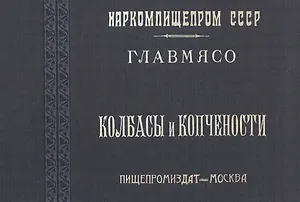 НАРКОМПИЩЕПРОМ СССР
ГЛАВМЯСО
КОЛБАСЫ и КОПЧЕНОСТИ
ПИЩЕПРОМИЗДАТ—МОСКВА